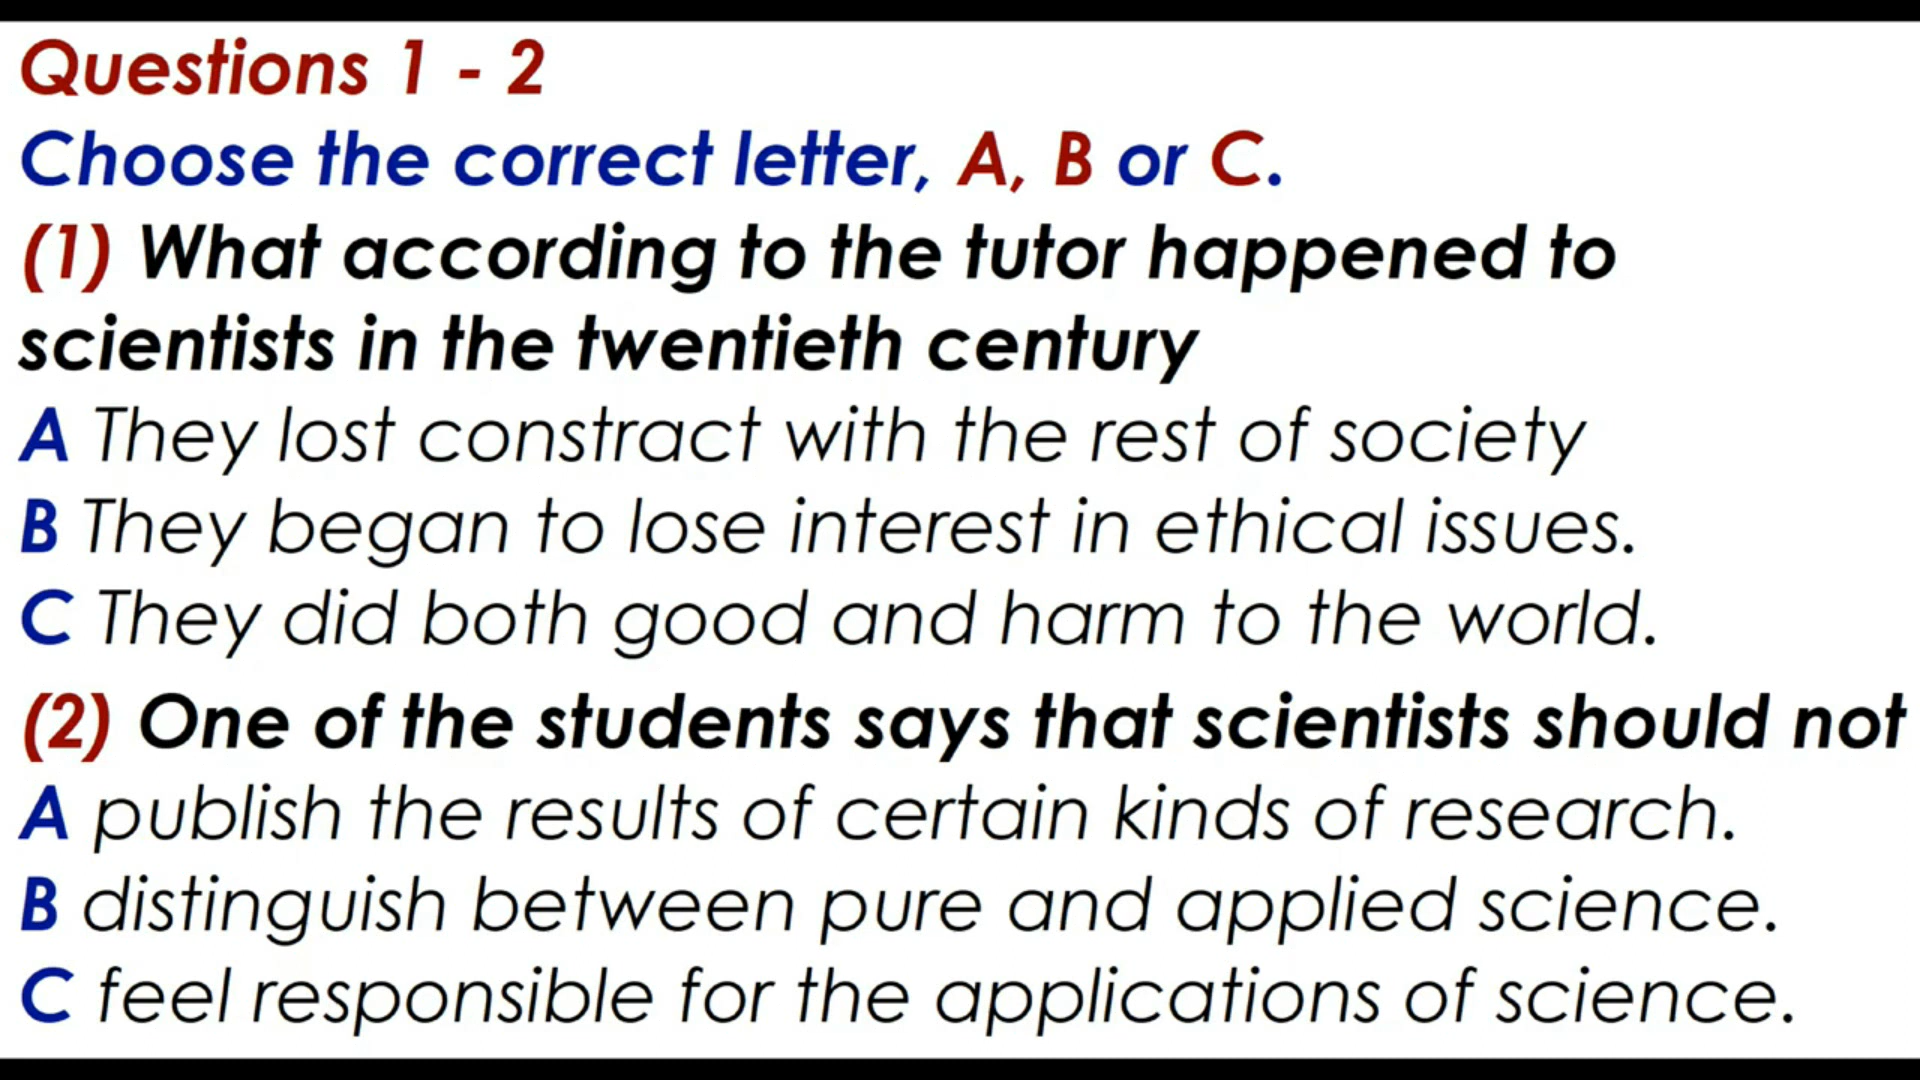 Questions 1 - 2
Choose the correct letter, A, B or C.
(1) What according to the tutor happened to
scientists in the twentieth century
A They lost constract with the rest of society
B They began to lose interest in ethical issues.
C They did both good and harm to the world.
(2) One of the students says that scientists should not
A publish the results of certain kinds of research.
B distinguish between pure and applied science.
C feel responsible for the applications of science.